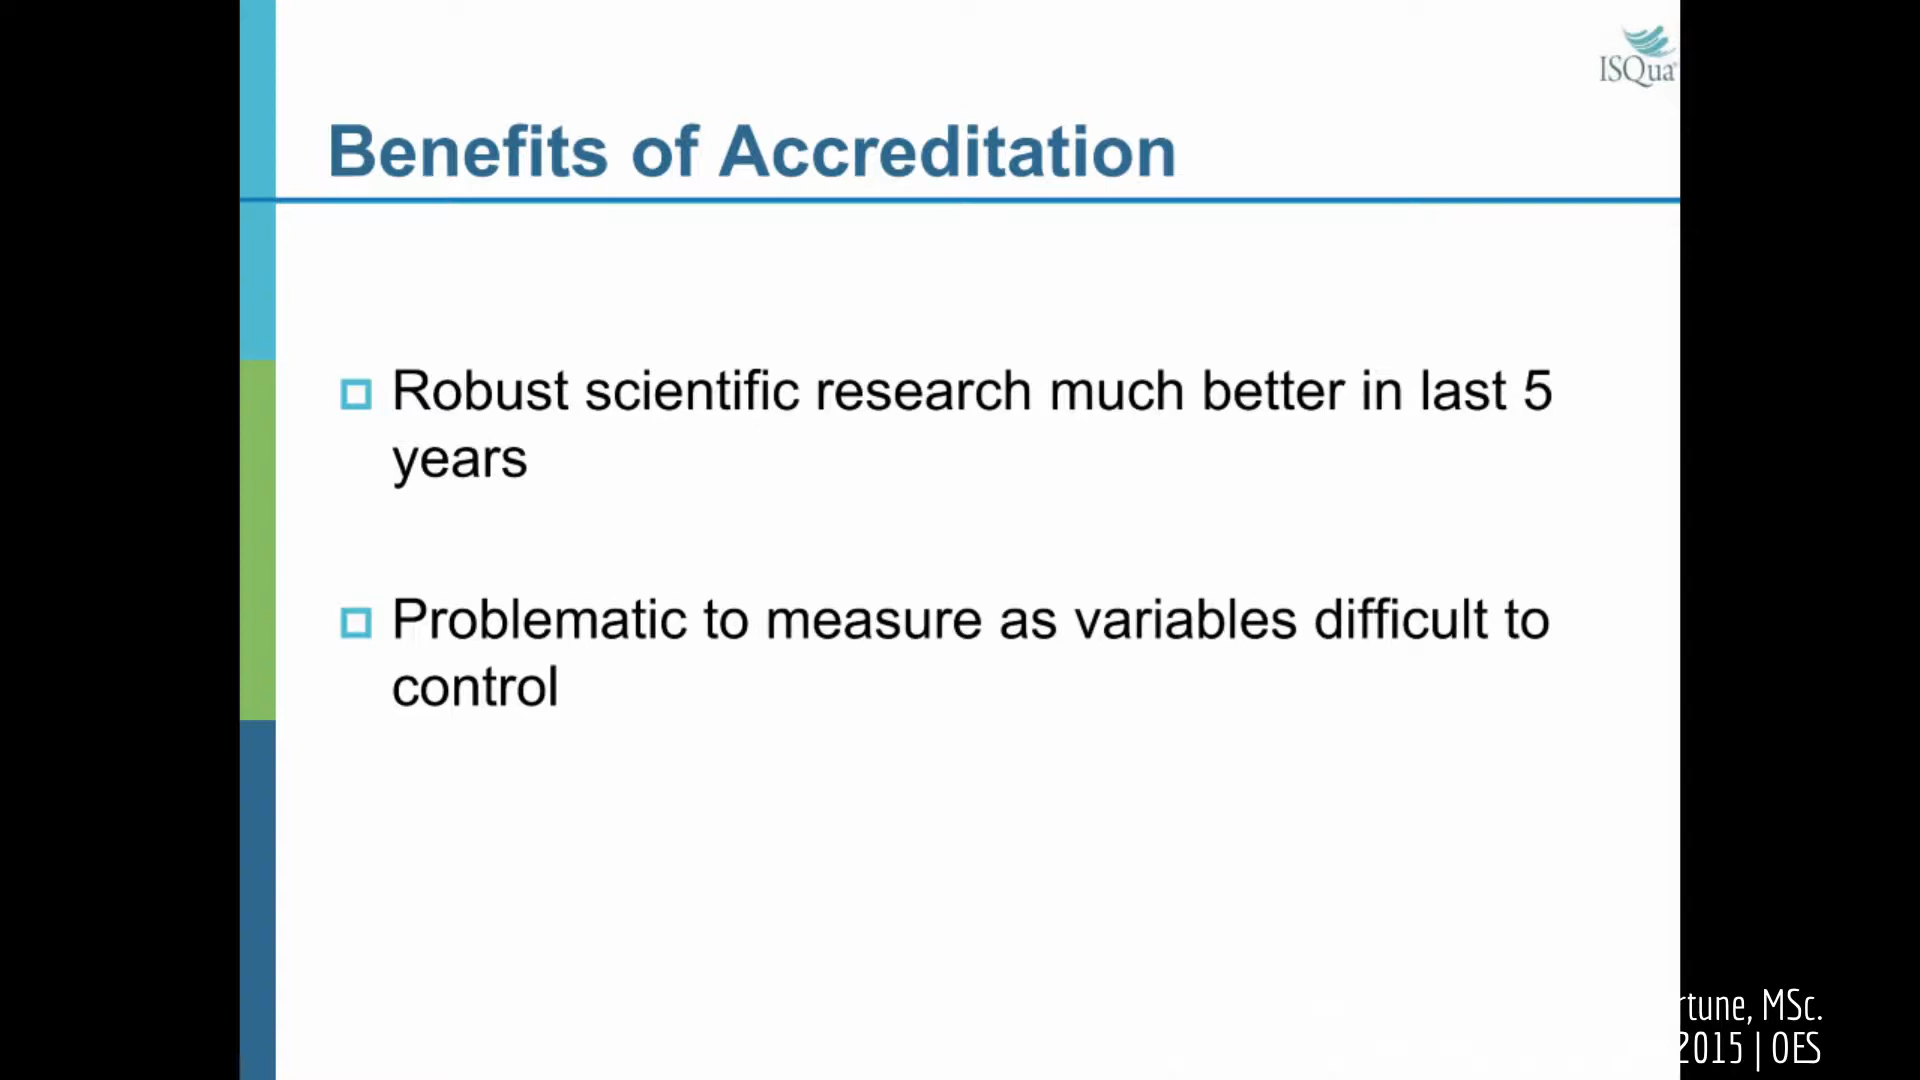 ISQua
Benefits of Accreditation
Robust scientific research much better in last 5
years
Problematic to measure as variables difficult to
control
MSc.
2015 | OES